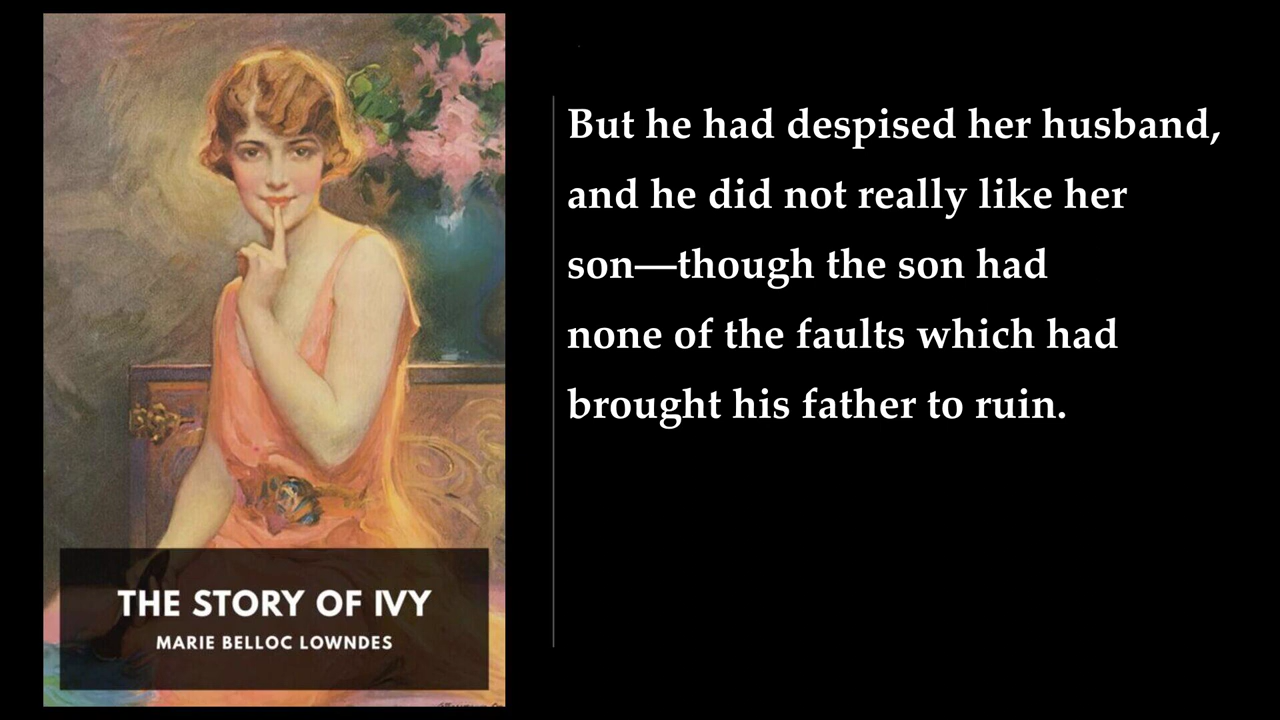 THE STORY OF IVY
MARIE BELLOC LOWNDES
But he had despised her husband,
and he did not really like her
son—though the son had
none of the faults which had
brought his father to ruin.